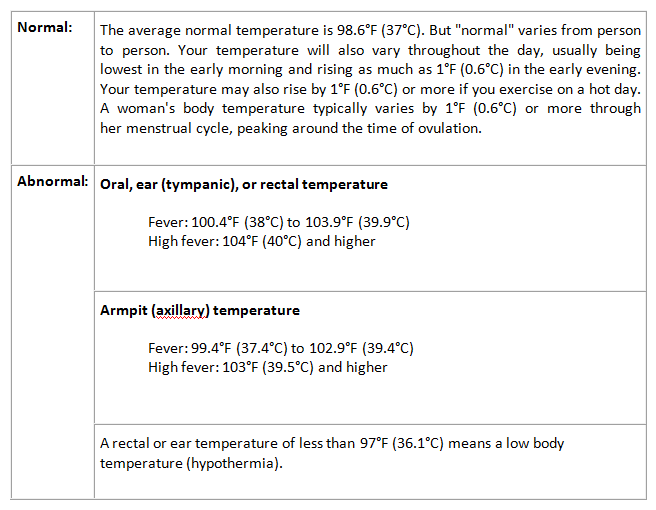 Normal:
The average normal temperature is 98.6°F (37°C). But "normal" varies from person
to person. Your temperature will also vary throughout the day, usually being
lowest in the early morning and rising as much as 1°F (0.6°C) in the early evening.
Your temperature may also rise by 1°F (0.6°C) or more if you exercise on a hot day.
A woman's body temperature typically varies by 1°F (0.6°C) or more through
her menstrual cycle, peaking around the time of ovulation.
Abnormal:
Oral, ear (tympanic), or rectal temperature
Fever: 100.4°F (38°C) to 103.9°F (39.9°C)
High fever: 104°F (40°C) and higher
Armpit (axillary) temperature
Fever: 99.4°F (37.4°C) to 102.9°F (39.4°C)
High fever: 103°F (39.5°C) and higher
A rectal or ear temperature of less than 97°F (36.1°C) means a low body
temperature (hypothermia).